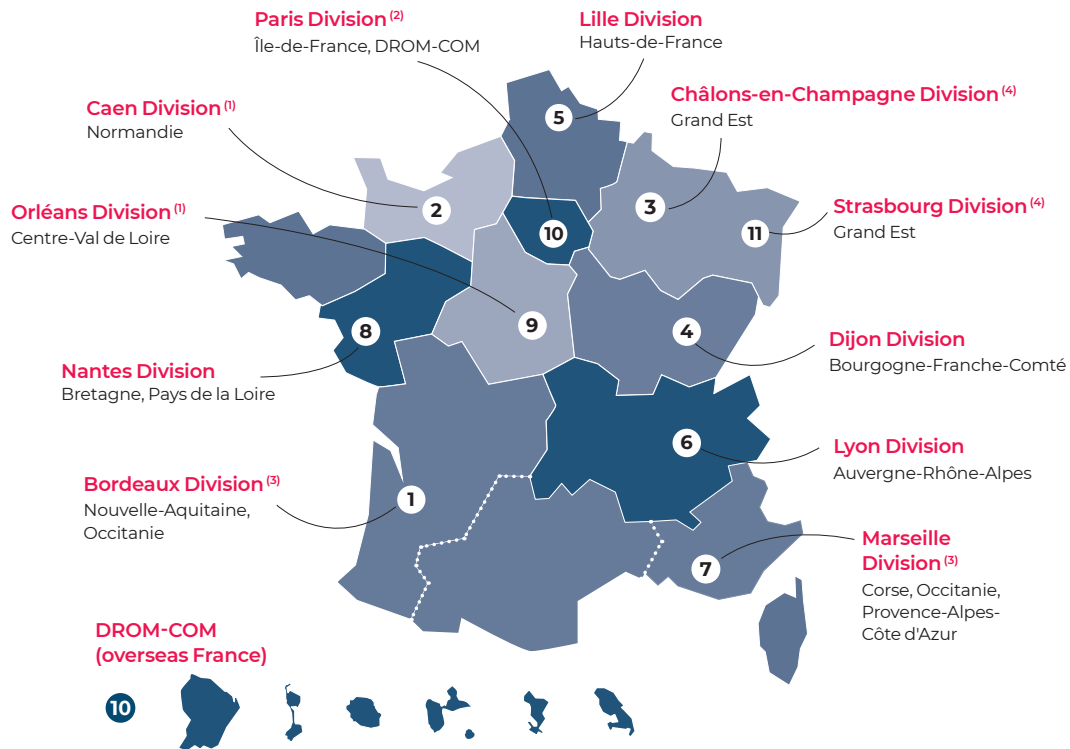 Paris Division (2)
Île-de-France, DROM-COM
Lille Division
Hauts-de-France
Caen Division (1)
Normandie
Châlons-en-Champagne Division (4)
Grand Est
5
2
3
Orléans Division (1)
Centre-Val de Loire
10
11
Strasbourg Division (4)
Grand Est
8
9
4
Dijon Division
Bourgogne-Franche-Comté
Nantes Division
Bretagne, Pays de la Loire
6
Lyon Division
Auvergne-Rhône-Alpes
Bordeaux Division (3)
Nouvelle-Aquitaine,
Occitanie
1
7
Marseille
Division (3)
Corse, Occitanie,
Provence-Alpes-
Côte d'Azur
DROM-COM
(overseas France)
10